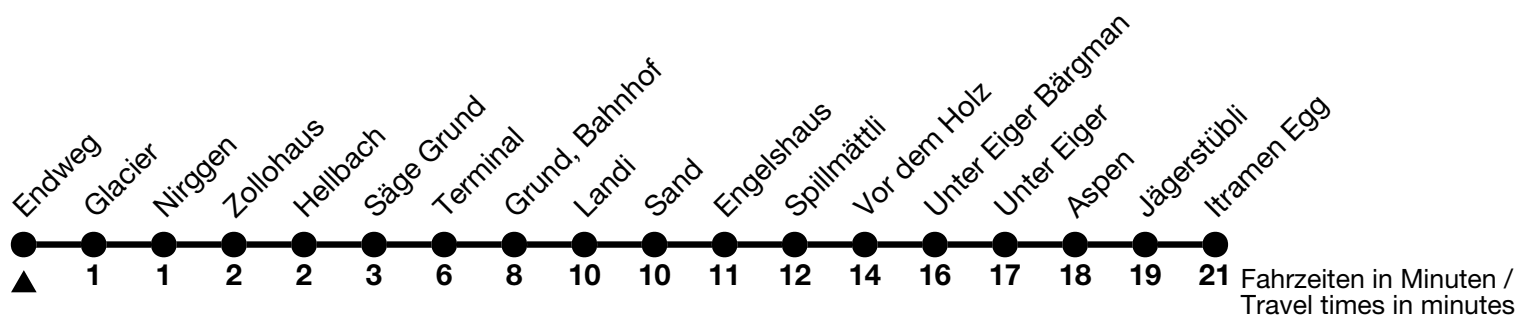 Endweg
Glacier
Nirggen
Zollohaus
Hellbach
Säge Grund
Terminal
Grund, Bahnhof
Landi
Sand
Engelshaus
Spillmättli
Vor dem Holz
Unter Eiger Bärgman
Unter Eiger
Aspen
Jägerstübli
Itramen Egg
1 1 2 2 3 6 8 10 10 11 12 14 16 17 18 19 21
Fahrzeiten in Minuten /
Travel times in minutes